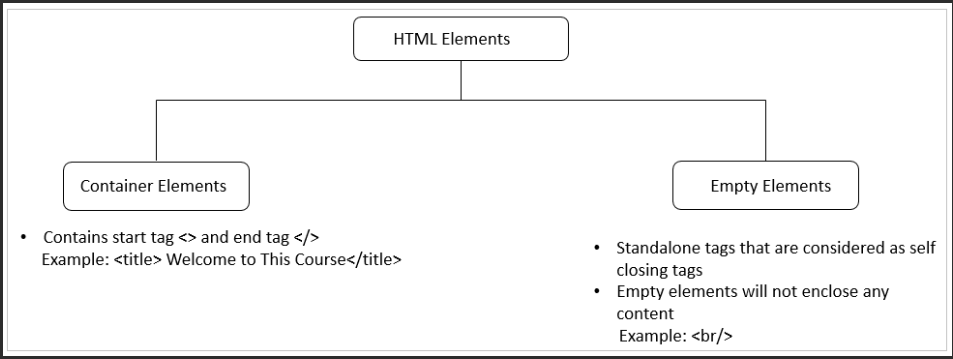 HTML Elements
Container Elements
• Contains start tag <> and end tag </>
Example: <title> Welcome to This Course</title>
Empty Elements
• Standalone tags that are considered as self
closing tags
• Empty elements will not enclose any
content
Example: <br/>